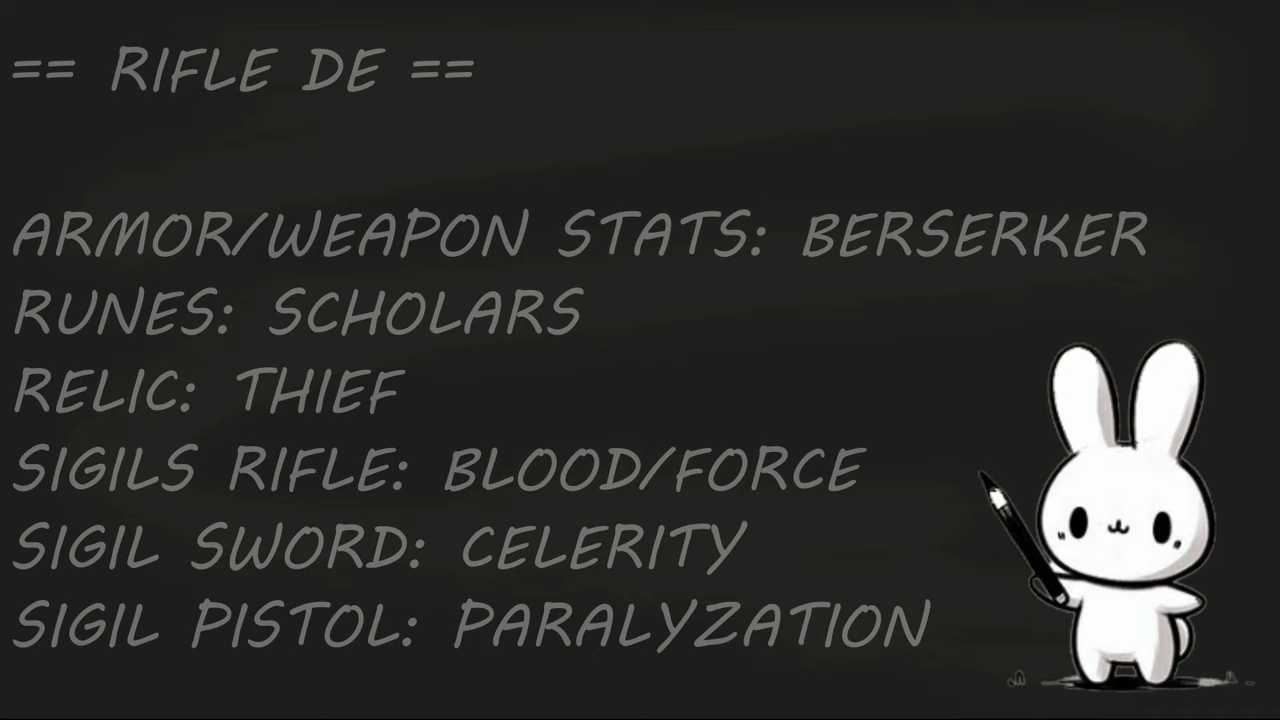 == RIFLE DE ==
ARMOR/WEAPON STATS: BERSERKER
RUNES: SCHOLARS
RELIC: THIEF
SIGILS RIFLE: BLOOD/FORCE
SIGIL SWORD: CELERITY
SIGIL PISTOL: PARALYZATION